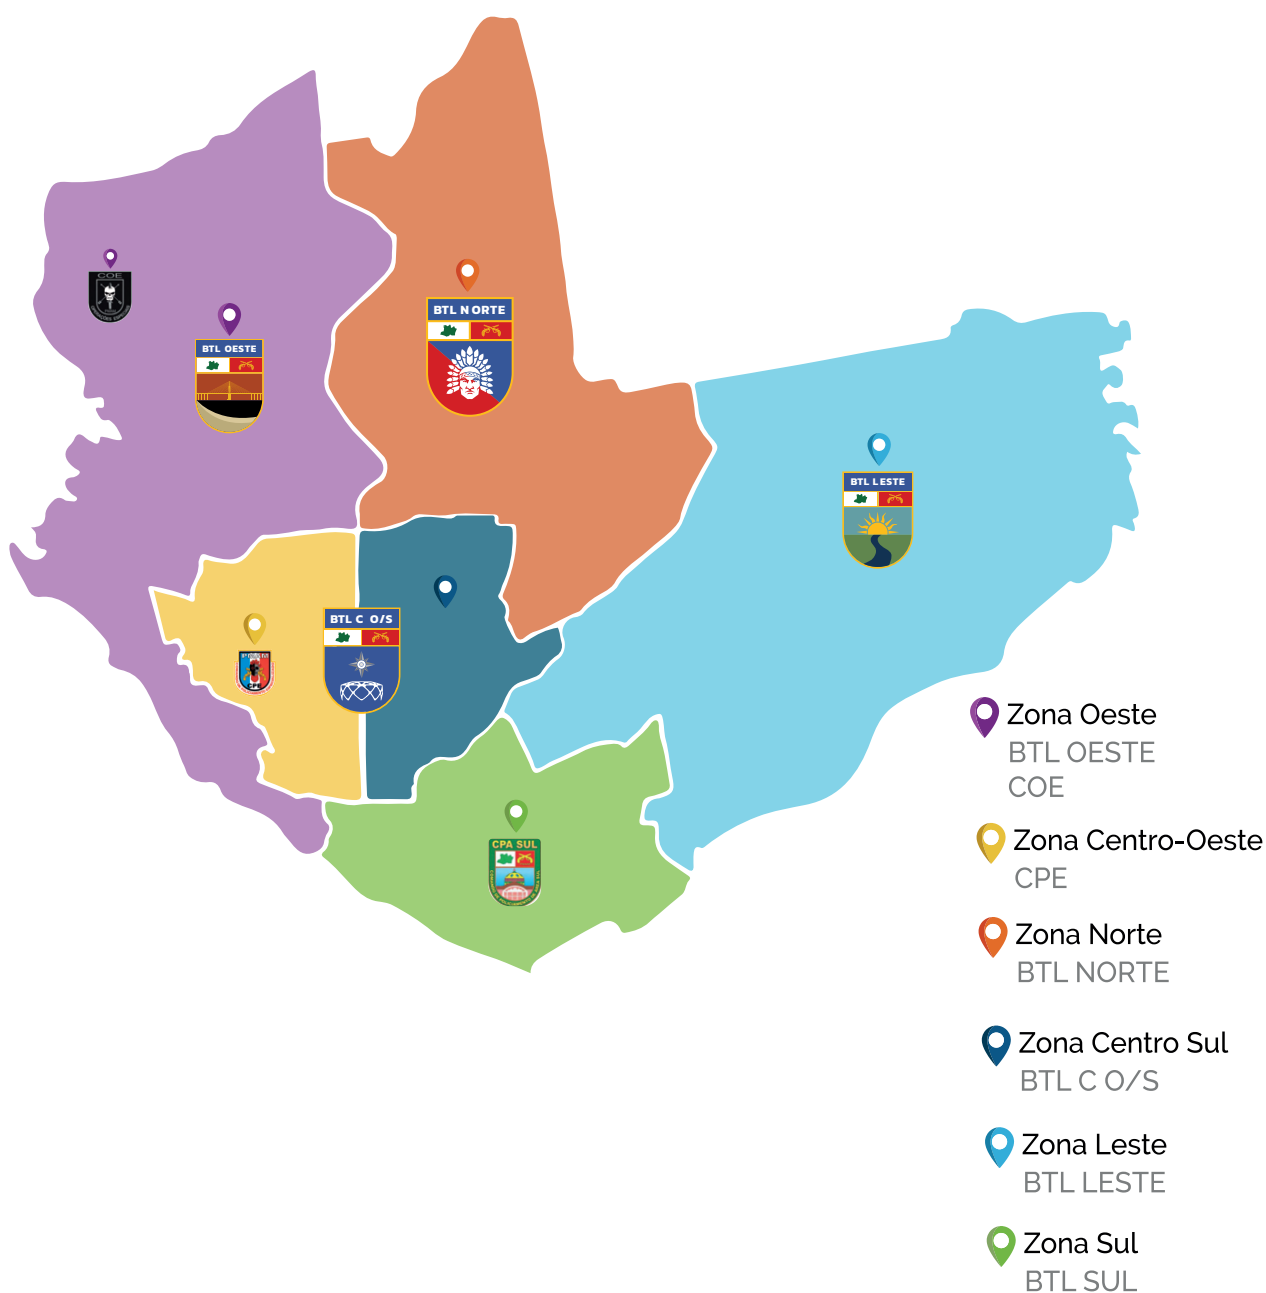 COE
BTL OESTE
BTL NORTE
BTL LESTE
BTL C O/S
CPE
CPA SUL
Zona Oeste
BTL OESTE
COE
Zona Centro-Oeste
CPE
Zona Norte
BTL NORTE
Zona Centro Sul
BTL C O/S
Zona Leste
BTL LESTE
Zona Sul
BTL SUL